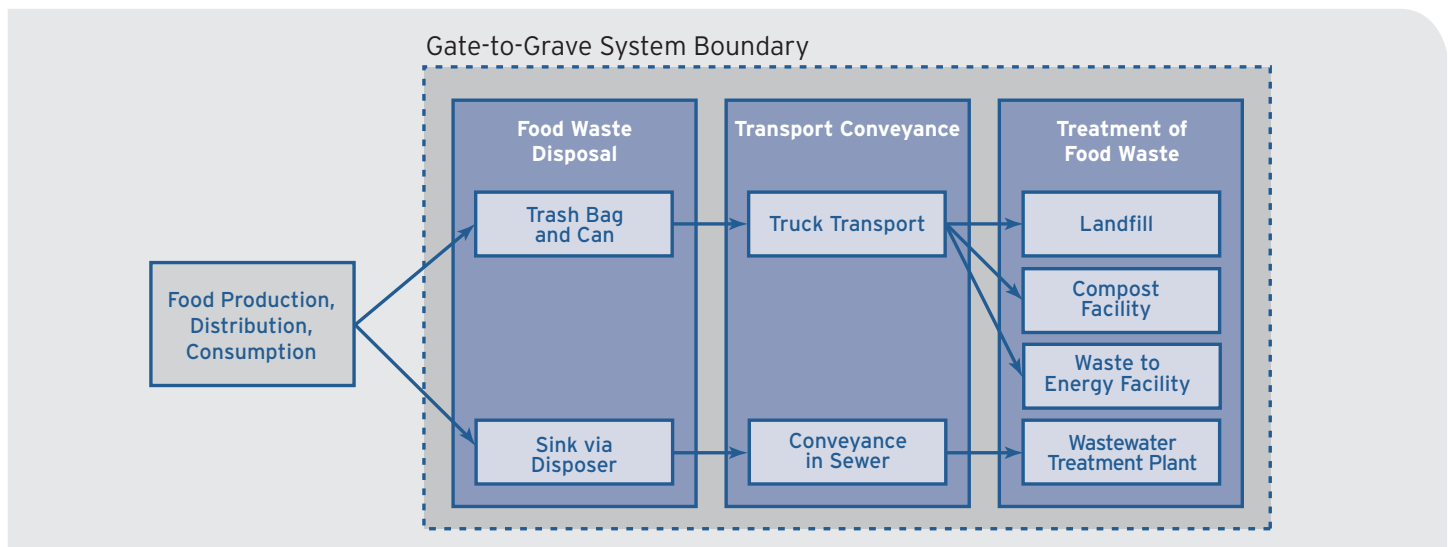 Gate-to-Grave System Boundary
Food Waste
Disposal
Transport Conveyance
Treatment of
Food Waste
Trash Bag
and Can
Truck Transport
Landfill
Compost
Facility
Food Production,
Distribution,
Consumption
Waste to
Energy Facility
Sink via
Disposer
Conveyance
in Sewer
Wastewater
Treatment Plant